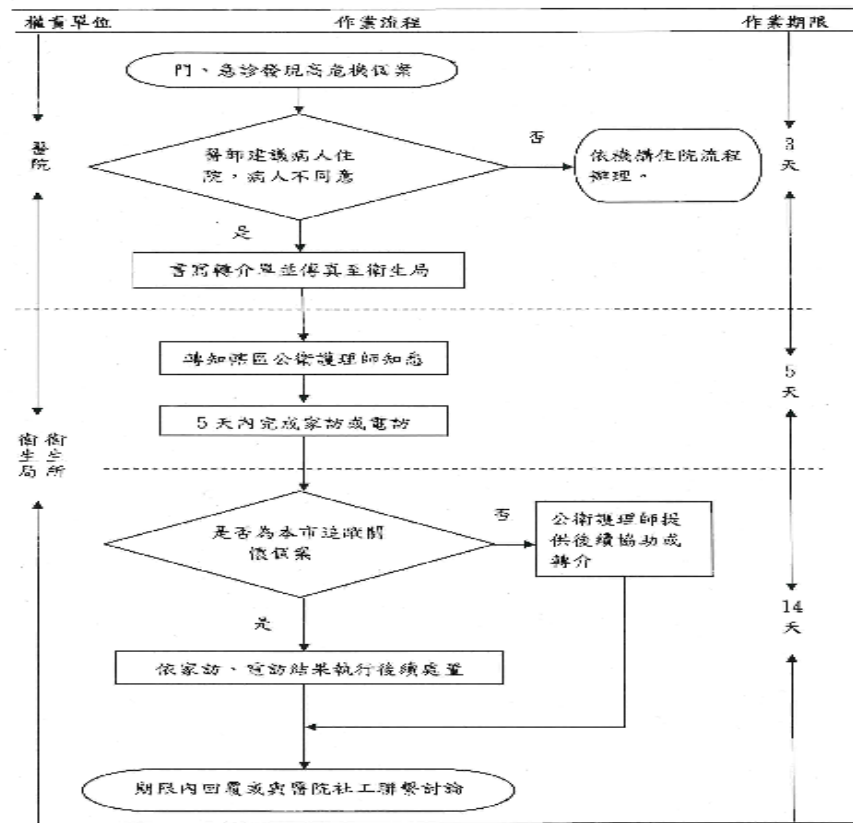 權責單位 作業流程 作業期限
門、急診發現高危機個案
醫院
醫師建議病人住
院，病人不同意
否
依機構住院流程
辦理。
3
天
是
書寫轉介單並傳真至衛生局
轉知轄區公衛護理師知悉
5
天
5天內完成家訪或電訪
衛生所
衛生局
是否為本市追蹤關
懷個案
否
公衛護理師提
供後續協助或
轉介
14
天
是
依家訪、電訪結果執行後續處置
期限內回覆或與醫院社工聯繫討論